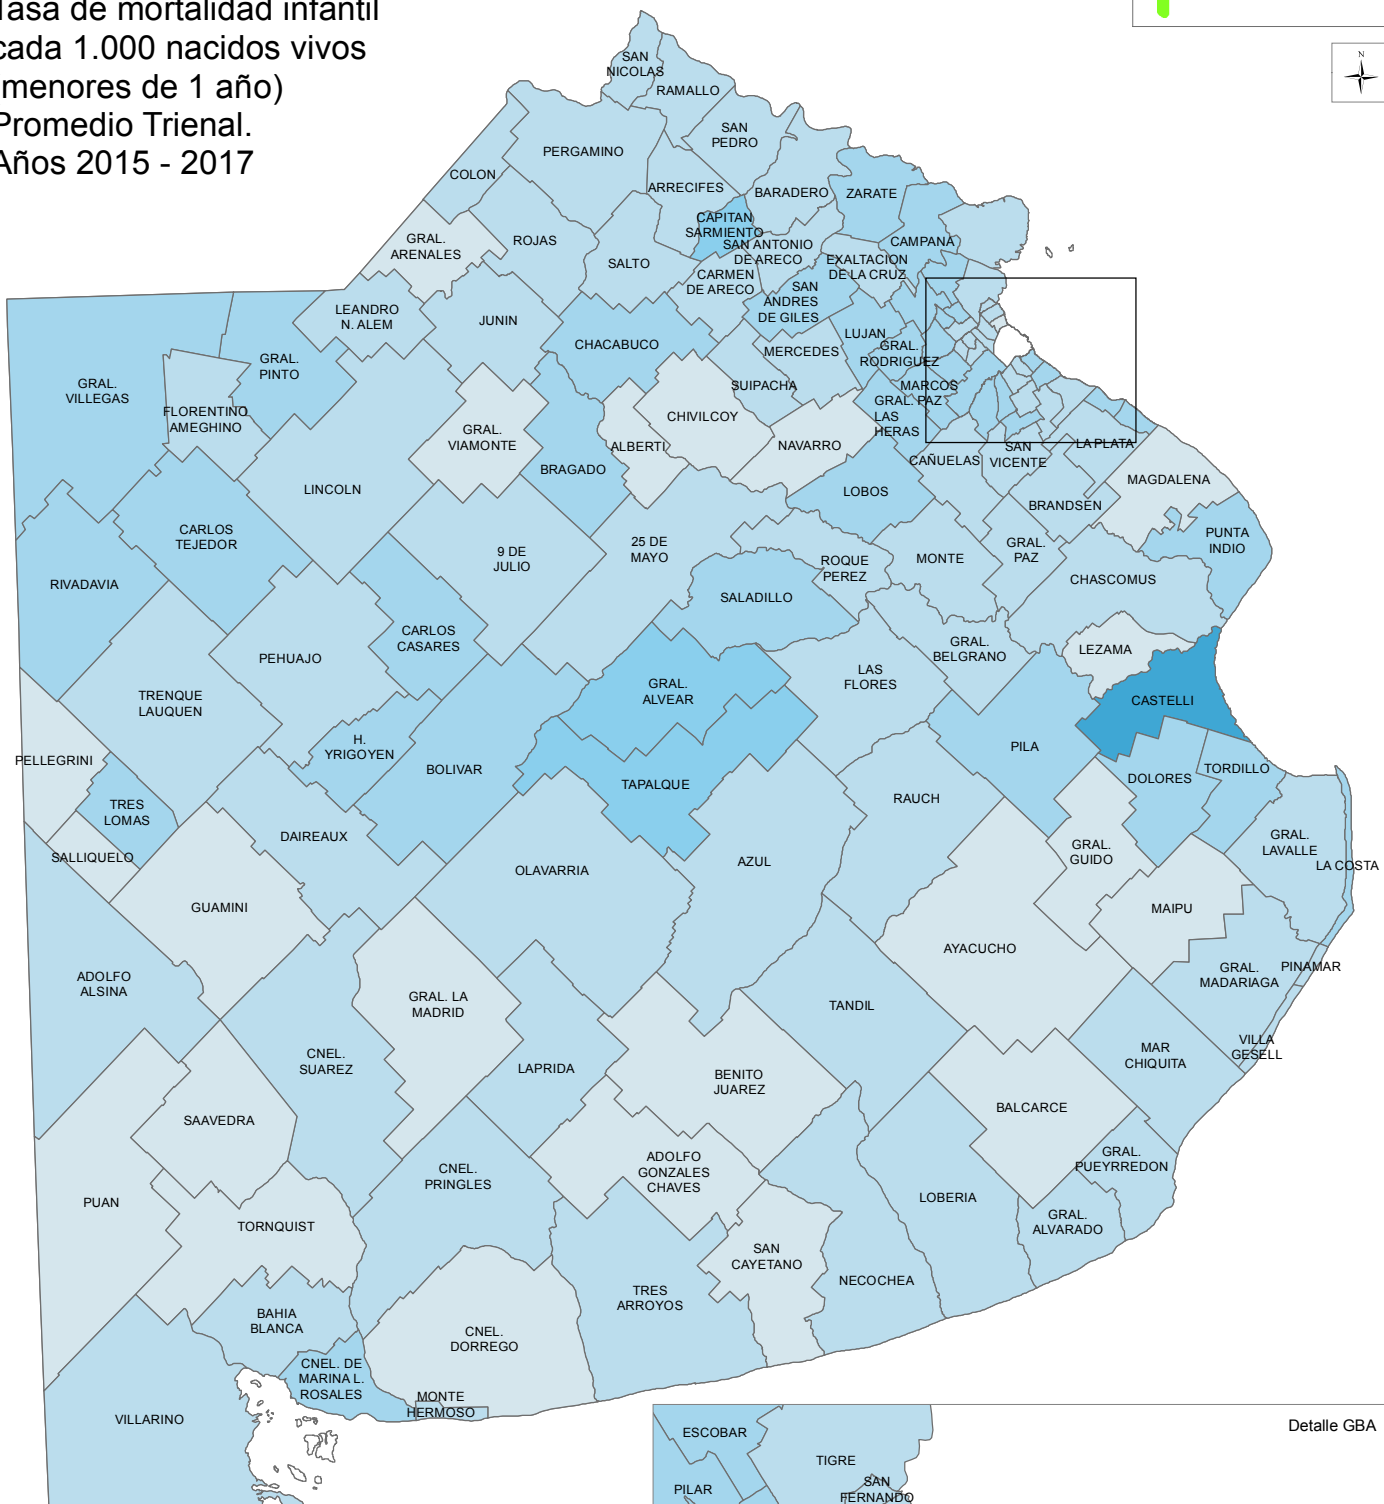 Tasa de mortalidad infantil
cada 1.000 nacidos vivos
(menores de 1 año)
Promedio Trienal.
Años 2015 - 2017
N
SAN
NICOLAS
RAMALLO
SAN
PEDRO
PERGAMINO
COLON
ARRECIFES
BARADERO
ZARATE
CAPITAN
SARMIENTO
CAMPANA
GRAL.
ARENALES
ROJAS
SALTO
SAN ANTONIO
DE ARECO
EXALTACION
DE LA CRUZ
CARMEN
DE ARECO
SAN
ANDRES
DE GILES
LEANDRO
N. ALEM
JUNIN
CHACABUCO
LUJAN
GRAL.
RODRIGUEZ
MERCEDES
SUIPACHA
MARCOS
PAZ
GRAL.
LAS
HERAS
GRAL.
VILLEGAS
GRAL.
PINTO
FLORENTINO
AMEGHINO
GRAL.
VIAMONTE
CHIVILCOY
ALBERTI
NAVARRO
BRAGADO
CAÑUELAS
SAN
VICENTE
LA PLATA
MAGDALENA
LINCOLN
LOBOS
BRANDSEN
CARLOS
TEJEDOR
9 DE
JULIO
25 DE
MAYO
ROQUE
PEREZ
MONTE
GRAL.
PAZ
PUNTA
INDIO
RIVADAVIA
SALADILLO
CHASCOMUS
CARLOS
CASARES
PEHUAJO
GRAL.
BELGRANO
LEZAMA
TRENQUE
LAUQUEN
GRAL.
ALVEAR
LAS
FLORES
CASTELLI
PELLEGRINI
H.
YRIGOYEN
BOLIVAR
TAPALQUE
PILA
DOLORES
TORDILLO
TRES
LOMAS
RAUCH
DAIREAUX
SALLIQUELO
OLAVARRIA
AZUL
GRAL.
GUIDO
GRAL.
LAVALLE
LA COSTA
GUAMINI
MAIPU
AYACUCHO
ADOLFO
ALSINA
GRAL. LA
MADRID
TANDIL
GRAL.
MADARIAGA
PINAMAR
CNEL.
SUAREZ
LAPRIDA
BENITO
JUAREZ
MAR
CHIQUITA
VILLA
GESELL
SAAVEDRA
BALCARCE
PUAN
CNEL.
PRINGLES
ADOLFO
GONZALES
CHAVES
LOBERIA
GRAL.
PUEYRREDON
TORNQUIST
GRAL.
ALVARADO
SAN
CAYETANO
NECOCHEA
TRES
ARROYOS
BAHIA
BLANCA
CNEL.
DORREGO
CNEL. DE
MARINA L.
ROSALES
MONTE
HERMOSO
VILLARINO
Detalle GBA
ESCOBAR
TIGRE
PILAR
SAN
FERNANDO